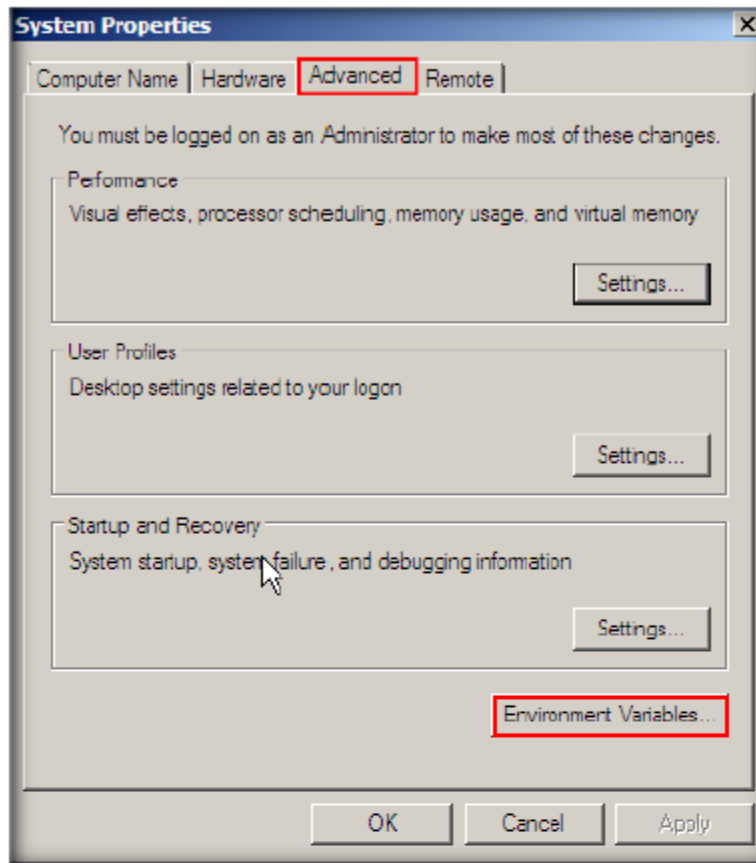 System Properties
Computer Name Hardware Advanced Remote
You must be logged on as an Administrator to make most of these changes.
Performance
Visual effects, processor scheduling, memory usage, and virtual memory
Settings...
User Profiles
Desktop settings related to your logon
Settings...
Startup and Recovery
System startup, system failure, and debugging information
Settings...
Environment Variables...
OK Cancel Apply